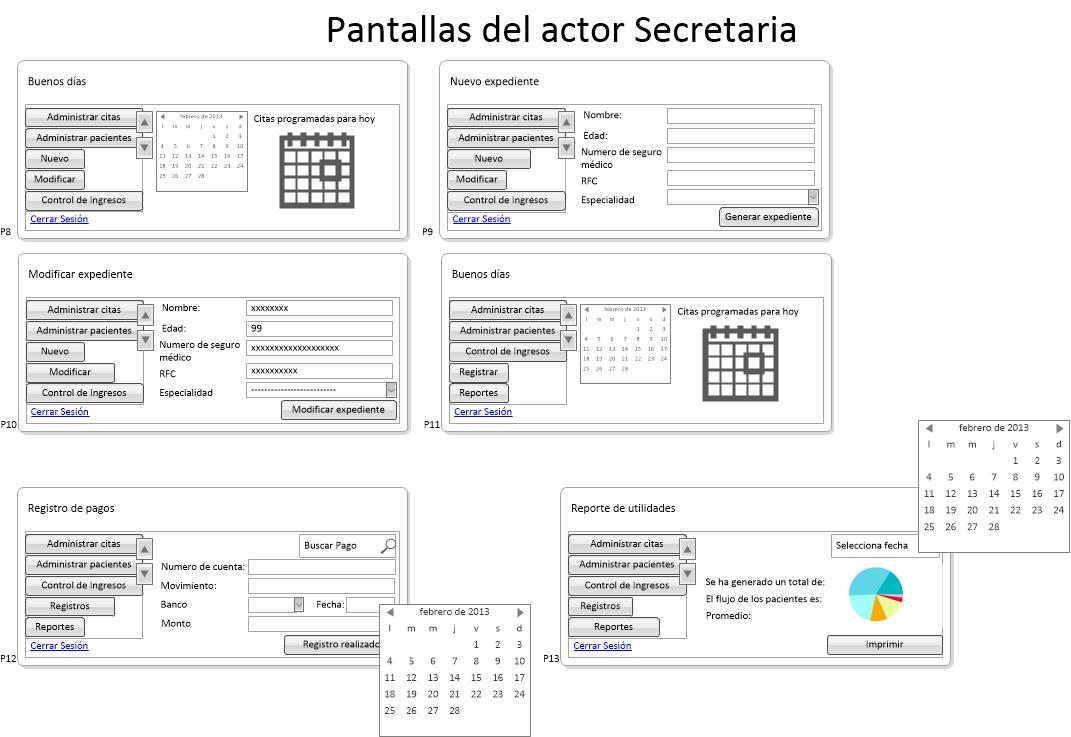 Pantallas del actor Secretaria
Buenos días
Administrar citas
Administrar pacientes
Nuevo
Modificar
Control de Ingresos
Cerrar Sesión
febrero de 2013
l m m j v s d
1 2 3
4 5 6 7 8 9 10
11 12 13 14 15 16 17
18 19 20 21 22 23 24
25 26 27 28
Citas programadas para hoy
P8
Nuevo expediente
Administrar citas
Administrar pacientes
Nuevo
Modificar
Control de Ingresos
Cerrar Sesión
Nombre:
Edad:
Numero de seguro
médico
RFC
Especialidad
Generar expediente
P9
Modificar expediente
Administrar citas
Administrar pacientes
Nuevo
Modificar
Control de Ingresos
Cerrar Sesión
Nombre: xxxxxxxx
Edad: 99
Numero de seguro
médico
xxxxxxxxxxxxxxxxxxx
RFC xxxxxxxxxx
Especialidad --------------------------
Modificar expediente
P10
Buenos días
Administrar citas
Administrar pacientes
Control de Ingresos
Registrar
Reportes
Cerrar Sesión
febrero de 2013
l m m j v s d
1 2 3
4 5 6 7 8 9 10
11 12 13 14 15 16 17
18 19 20 21 22 23 24
25 26 27 28
Citas programadas para hoy
P11
Registro de pagos
Administrar citas
Administrar pacientes
Control de Ingresos
Registros
Reportes
Cerrar Sesión
Buscar Pago
Numero de cuenta:
Movimiento:
Banco Fecha:
Monto
Registro realizado
P12
febrero de 2013
l m m j v s d
1 2 3
4 5 6 7 8 9 10
11 12 13 14 15 16 17
18 19 20 21 22 23 24
25 26 27 28
Reporte de utilidades
Administrar citas
Administrar pacientes
Control de Ingresos
Registros
Reportes
Cerrar Sesión
Selecciona fecha
Se ha generado un total de:
El flujo de los pacientes es:
Promedio:
Imprimir
P13
febrero de 2013
l m m j v s d
1 2 3
4 5 6 7 8 9 10
11 12 13 14 15 16 17
18 19 20 21 22 23 24
25 26 27 28